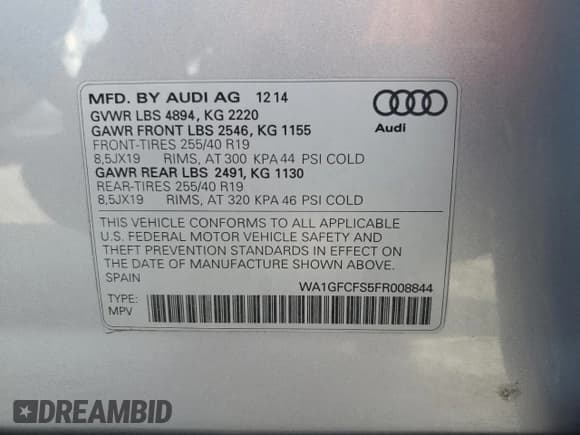 MFD. BY AUDI AG 12 14
GVWR LBS 4894, KG 2220
GAWR FRONT LBS 2546, KG 1155
FRONT-TIRES 255/40 R19
8,5JX19 RIMS, AT 300 KPA 44 PSI COLD
GAWR REAR LBS 2491, KG 1130
REAR-TIRES 255/40 R19
8,5JX19 RIMS, AT 320 KPA 46 PSI COLD
Audi
THIS VEHICLE CONFORMS TO ALL APPLICABLE
U.S. FEDERAL MOTOR VEHICLE SAFETY AND
THEFT PREVENTION STANDARDS IN EFFECT ON
THE DATE OF MANUFACTURE SHOWN ABOVE.
SPAIN
WA1GFCFS5FR008844
TYPE:
MPV
DREAMBID